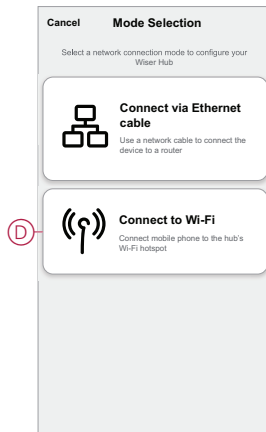 Cancel Mode Selection
Select a network connection mode to configure your
Wiser Hub
Connect via Ethernet
cable
Use a network cable to connect the
device to a router
D
Connect to Wi-Fi
Connect mobile phone to the hub's
Wi-Fi hotspot